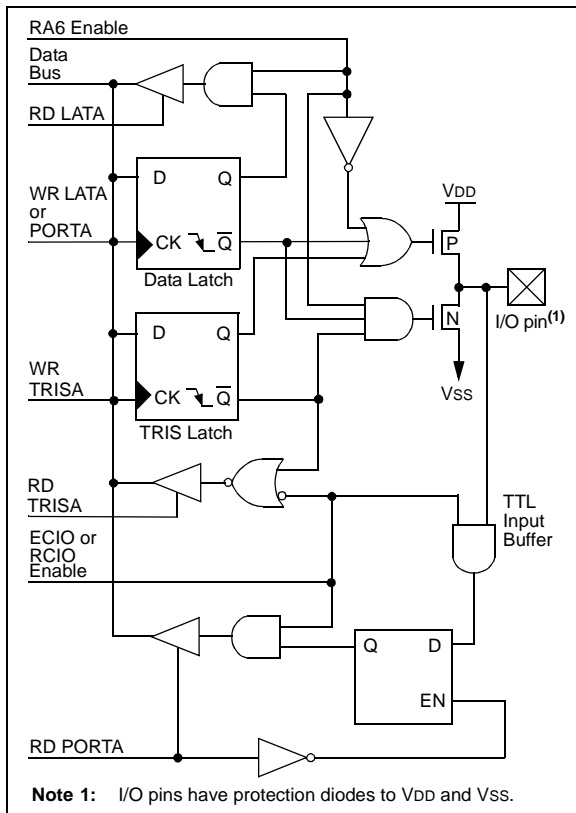 RA6 Enable
Data
Bus
RD LATA
D Q
WR LATA
or
PORTA
CK Q
Data Latch
VDD
P
I/O pin(1)
N
VSS
D Q
WR
TRISA
CK Q
TRIS Latch
RD
TRISA
TTL
Input
Buffer
ECIO or
RCIO
Enable
Q D
EN
RD PORTA
Note 1: I/O pins have protection diodes to VDD and VSS.